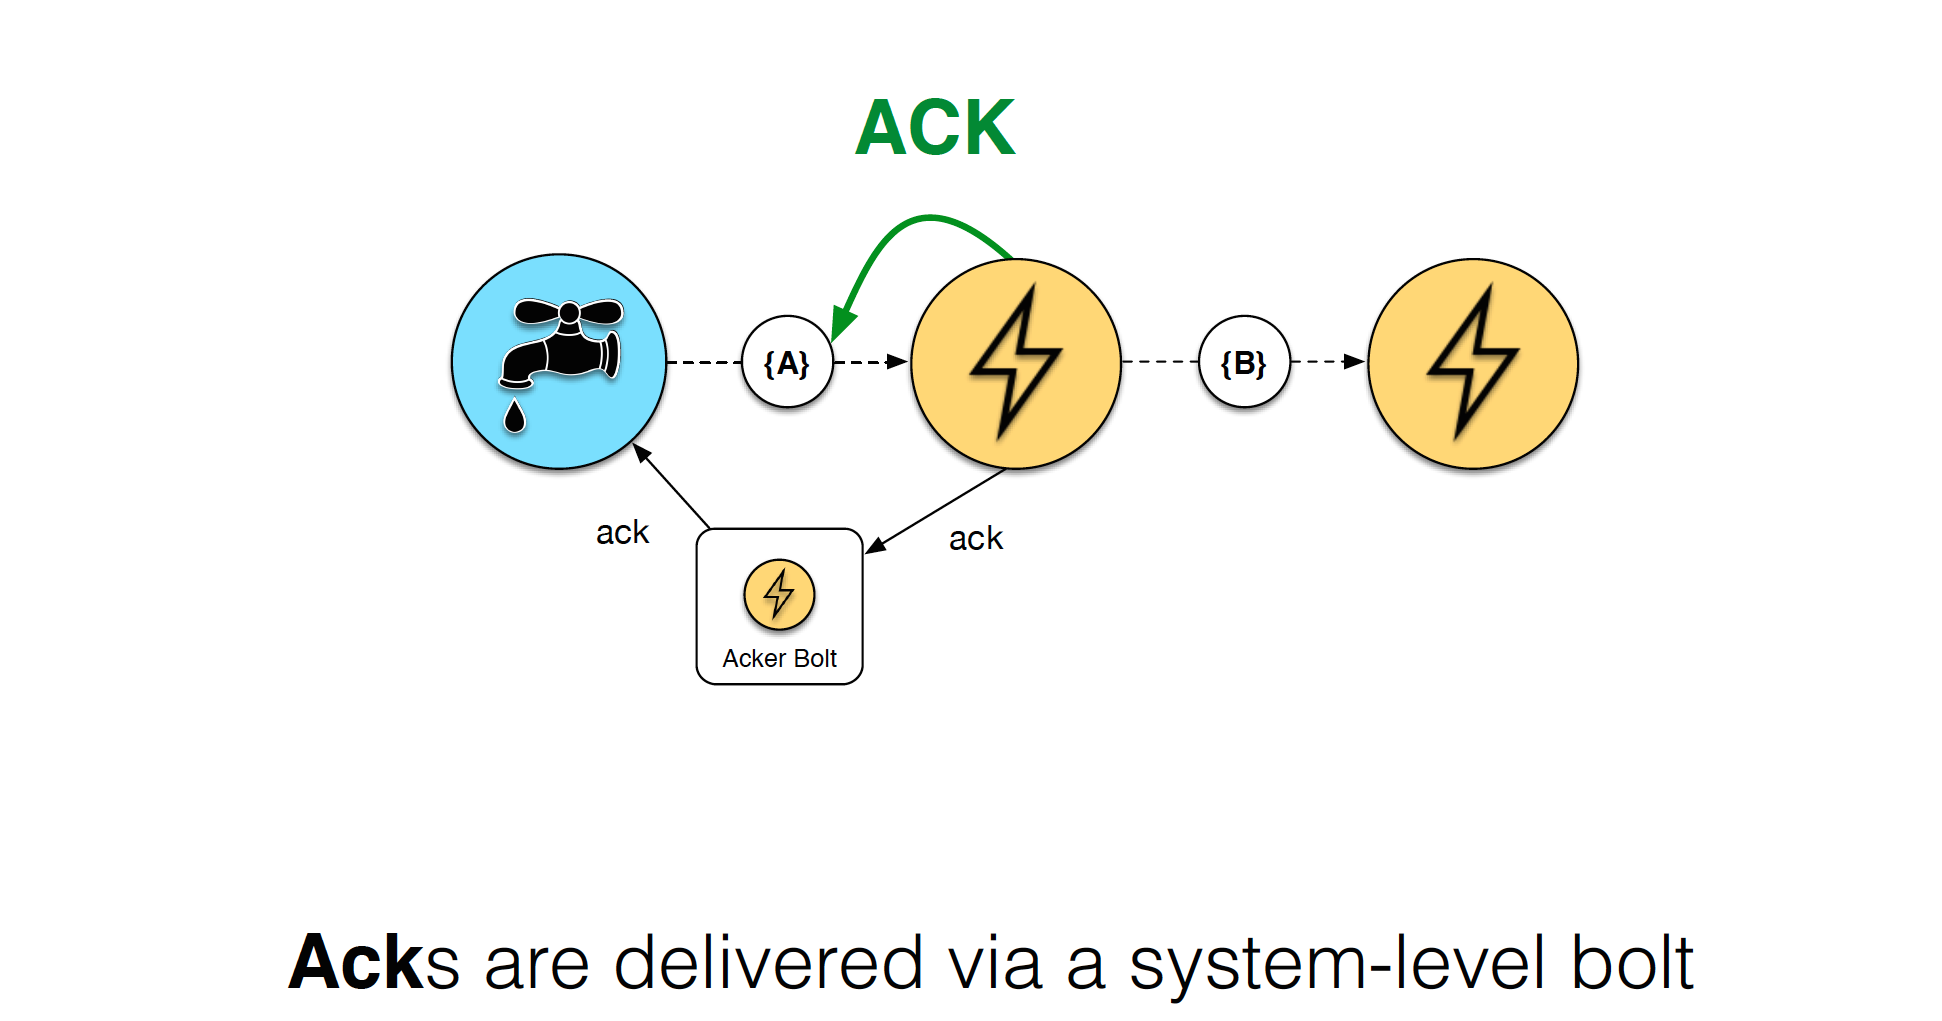 ACK
{A}
{B}
ack
ack
Acker Bolt
Acks are delivered via a system-level bolt